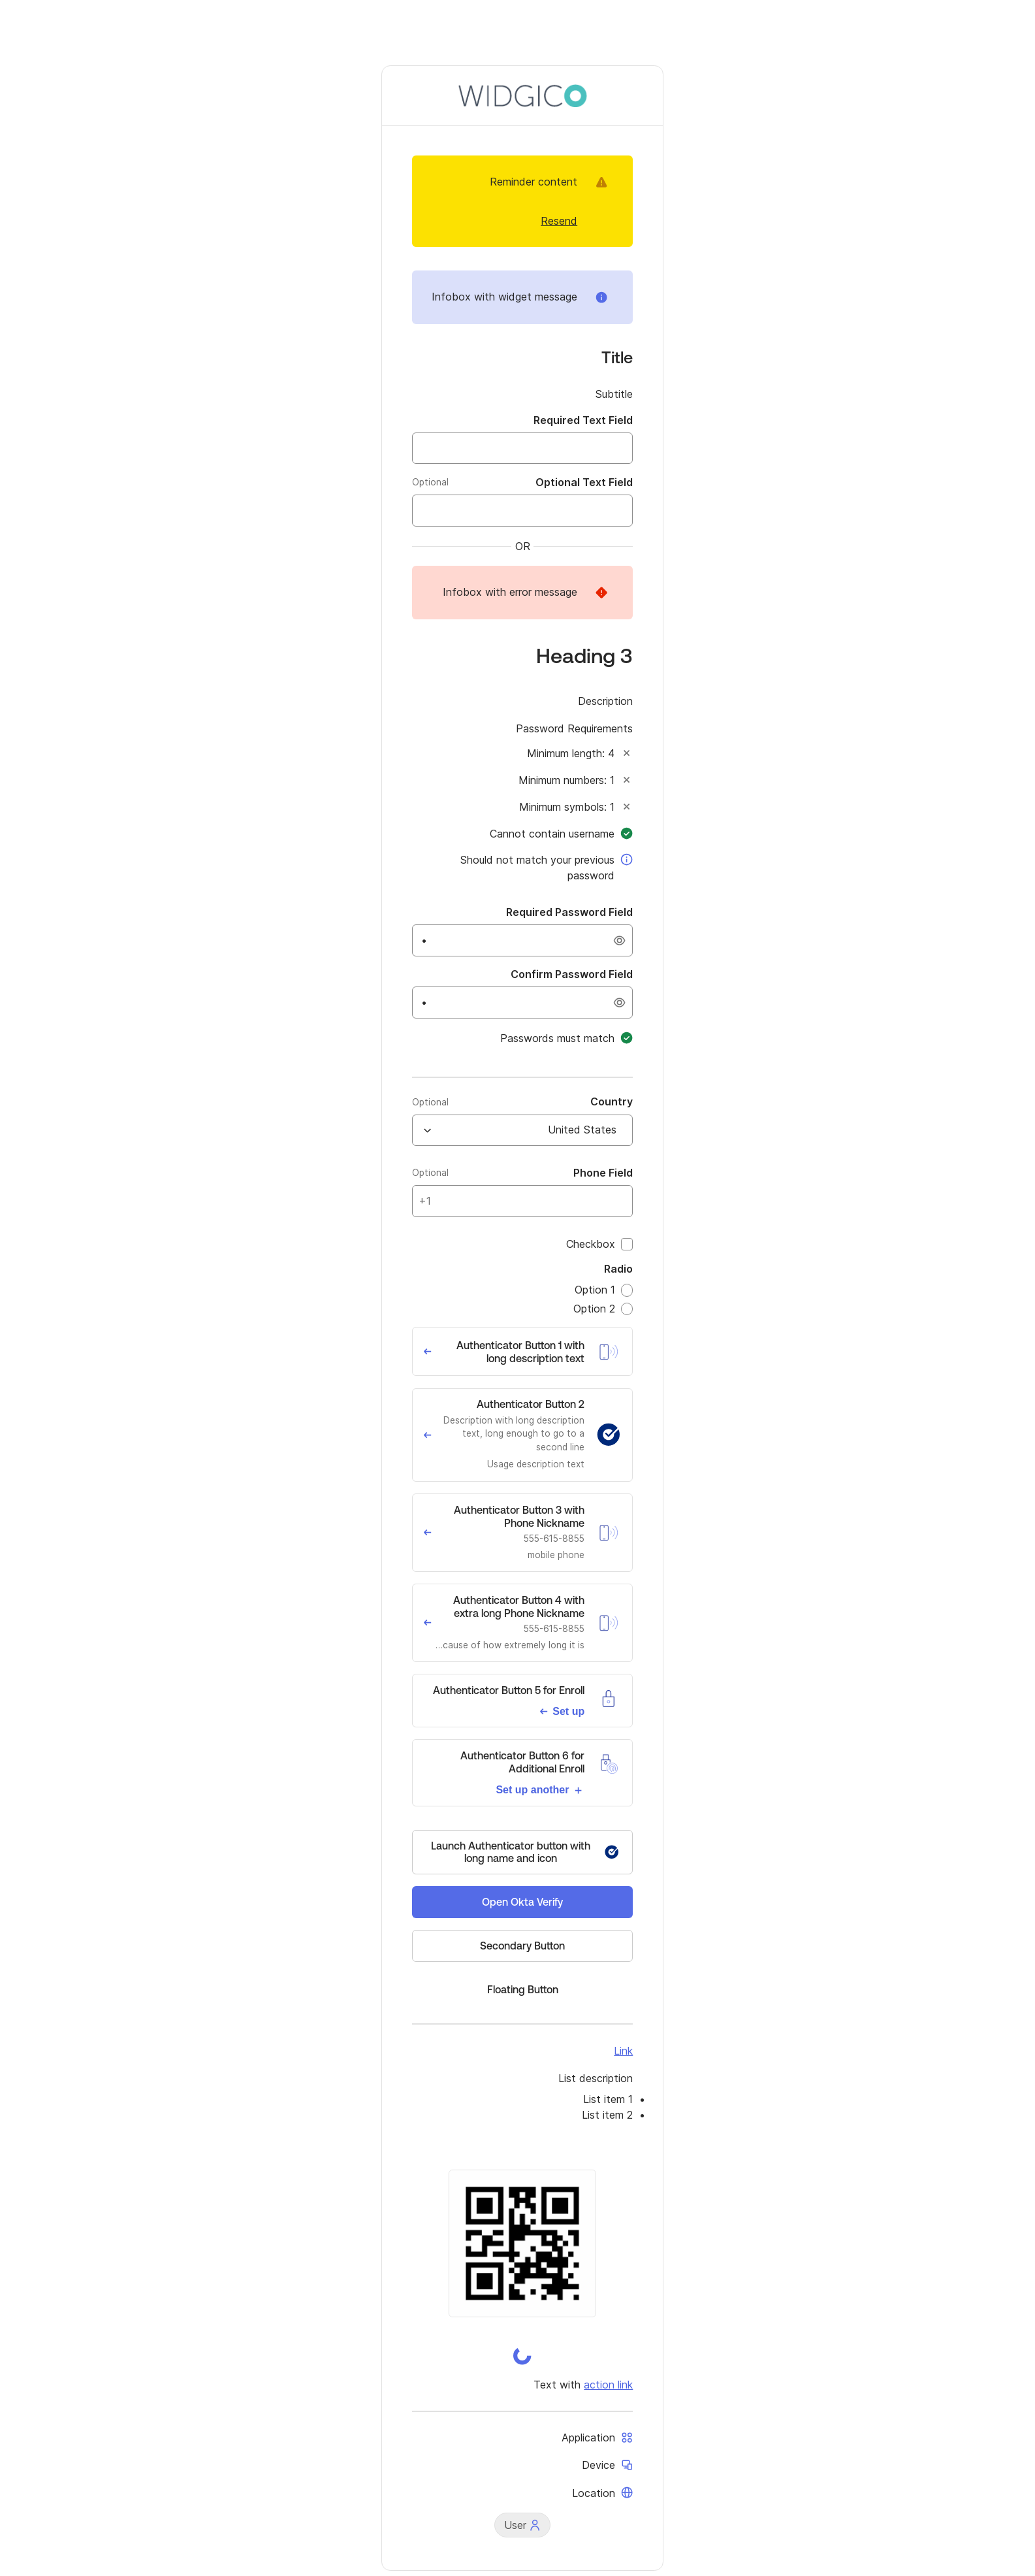 WIDGICO
Reminder content
Resend
Infobox with widget message
Title
Subtitle
Required Text Field
Optional Text Field
Optional
OR
Infobox with error message
Heading 3
Description
Password Requirements
Minimum length: 4
Minimum numbers: 1
Minimum symbols: 1
Cannot contain username
Should not match your previous
password
Required Password Field
•
Confirm Password Field
•
Passwords must match
Country
Optional
United States
Phone Field
Optional
+1
Checkbox
Radio
Option 1
Option 2
Authenticator Button 1 with
long description text
Authenticator Button 2
Description with long description
text, long enough to go to a
second line
Usage description text
Authenticator Button 3 with
Phone Nickname
555-615-8855
mobile phone
Authenticator Button 4 with
extra long Phone Nickname
555-615-8855
...cause of how extremely long it is
Authenticator Button 5 for Enroll
Set up
Authenticator Button 6 for
Additional Enroll
Set up another
Launch Authenticator button with
long name and icon
Open Okta Verify
Secondary Button
Floating Button
Link
List description
• List item 1
• List item 2
Text with action link
Application
Device
Location
User